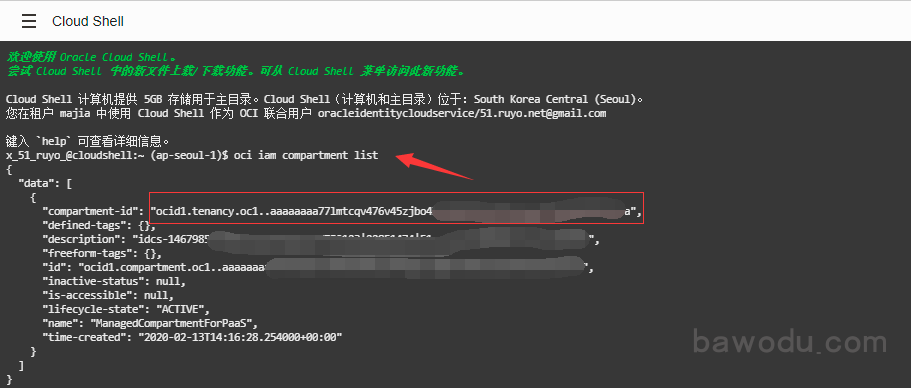 Cloud Shell
欢迎使用 Oracle Cloud Shell。
尝试 Cloud Shell 中的新文件上载/下载功能。可从 Cloud Shell 菜单访问此新功能。
Cloud Shell 计算机提供 5GB 存储用于主目录。Cloud Shell（计算机和主目录）位于：South Korea Central (Seoul)。
您在租户 majia 中使用 Cloud Shell 作为 OCI 联合用户 oracleidentitycloudservice/51.ruyo.net@gmail.com
键入 `help` 可查看详细信息。
x_51_ruyo_@cloudshell:~ (ap-seoul-1)$ oci iam compartment list
{
"data": [
{
"compartment-id": "ocid1.tenancy.oc1..aaaaaaaa77lmtcqv476v45zjbo4 a",
"defined-tags": {},
"description": "idcs-1467985 ",
"freeform-tags": {},
"id": "ocid1.compartment.oc1..aaaaaaaa ",
"inactive-status": null,
"is-accessible": null,
"lifecycle-state": "ACTIVE",
"name": "ManagedCompartmentForPaaS",
"time-created": "2020-02-13T14:16:28.254000+00:00"
}
]
}
bawodu.com